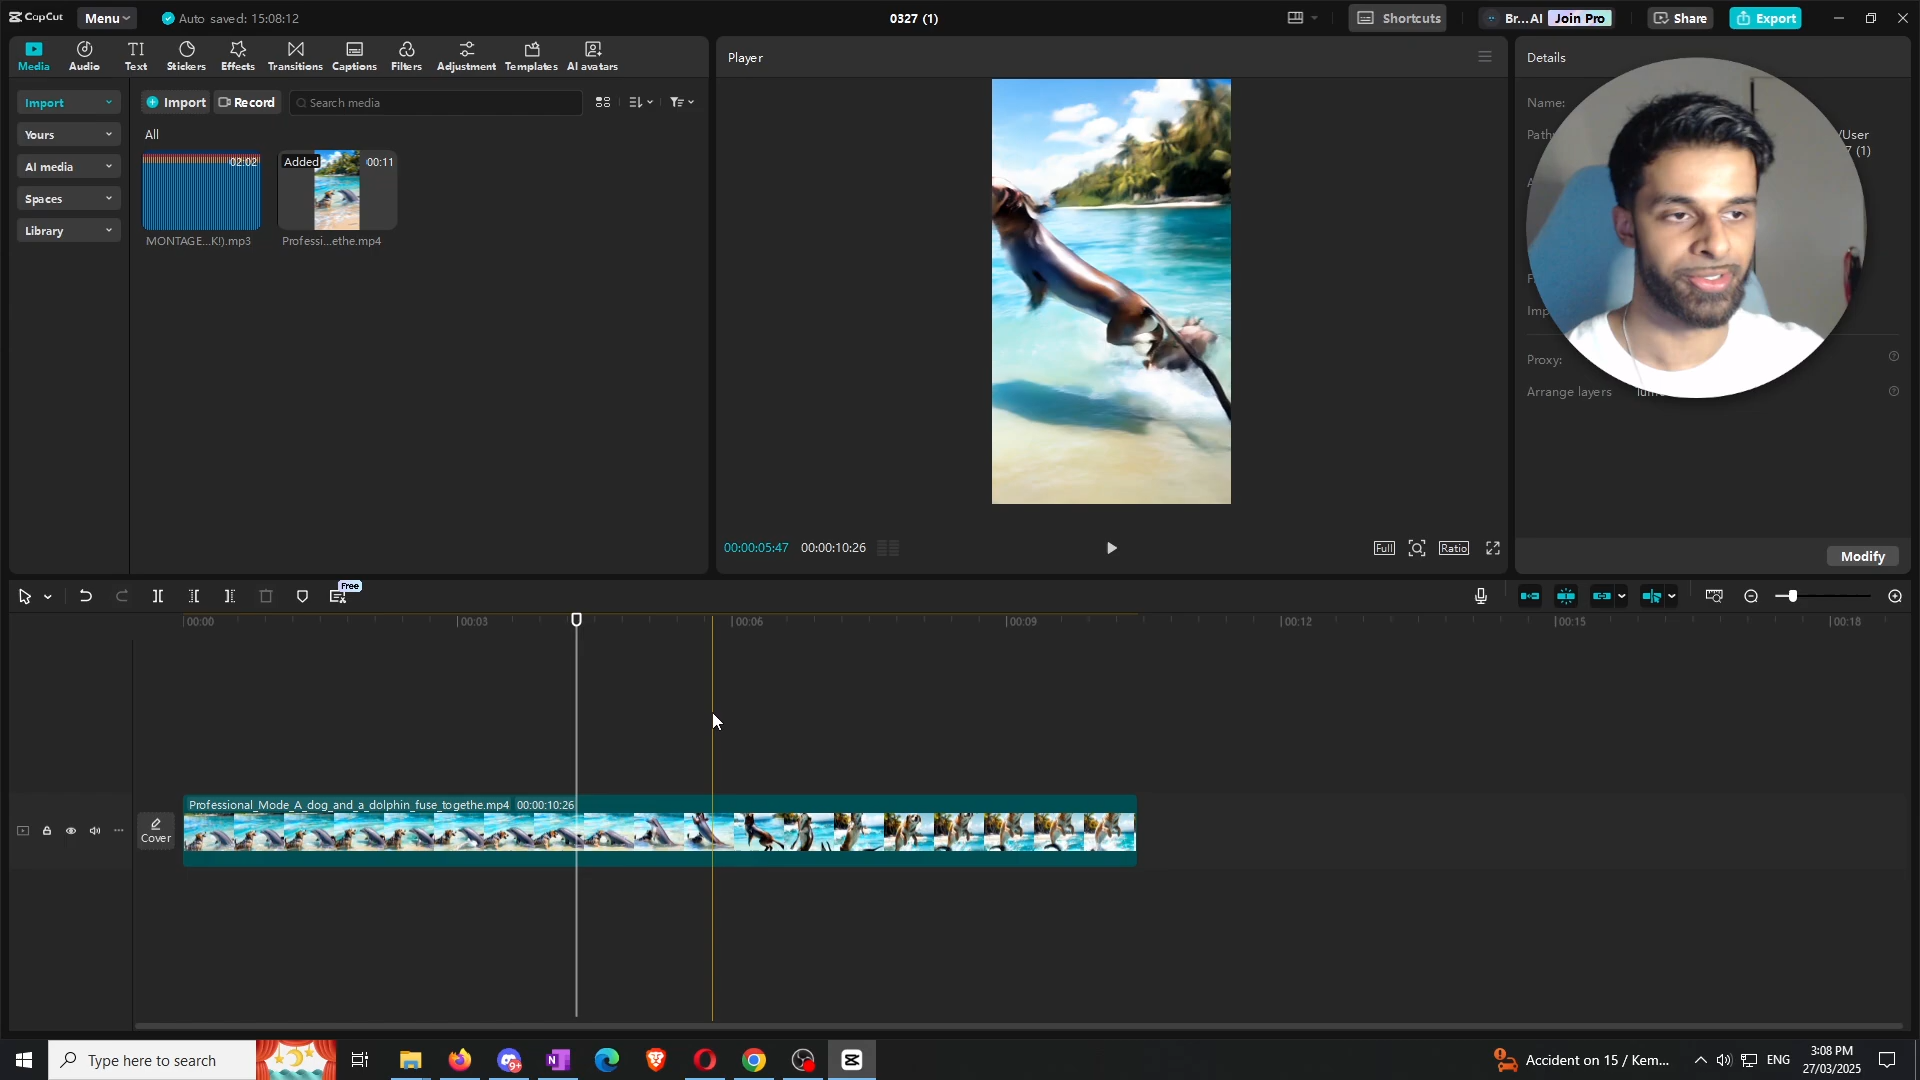 CapCut
Menu
Auto saved: 15:08:12
0327 (1)
Shortcuts
Br...AI
Join Pro
Share
Export
Media
Audio
Text
Stickers
Effects
Transitions
Captions
Filters
Adjustment
Templates
AI avatars
Player
Details
Import
Yours
AI media
Spaces
Library
Import
Record
Search media
All
02:02
MONTAGE...K!).mp3
Added
00:11
Professi...ethe.mp4
Name:
/User
7 (1)
Proxy:
Arrange layers
Modify
00:00:05:47
00:00:10:26
Full
Ratio
Free
00:00
00:03
00:06
00:09
00:12
00:15
00:18
Cover
Professional_Mode_A_dog_and_a_dolphin_fuse_togethe.mp4
00:00:10:26
Type here to search
9+
Accident on 15 / Kem...
ENG
3:08 PM
27/03/2025